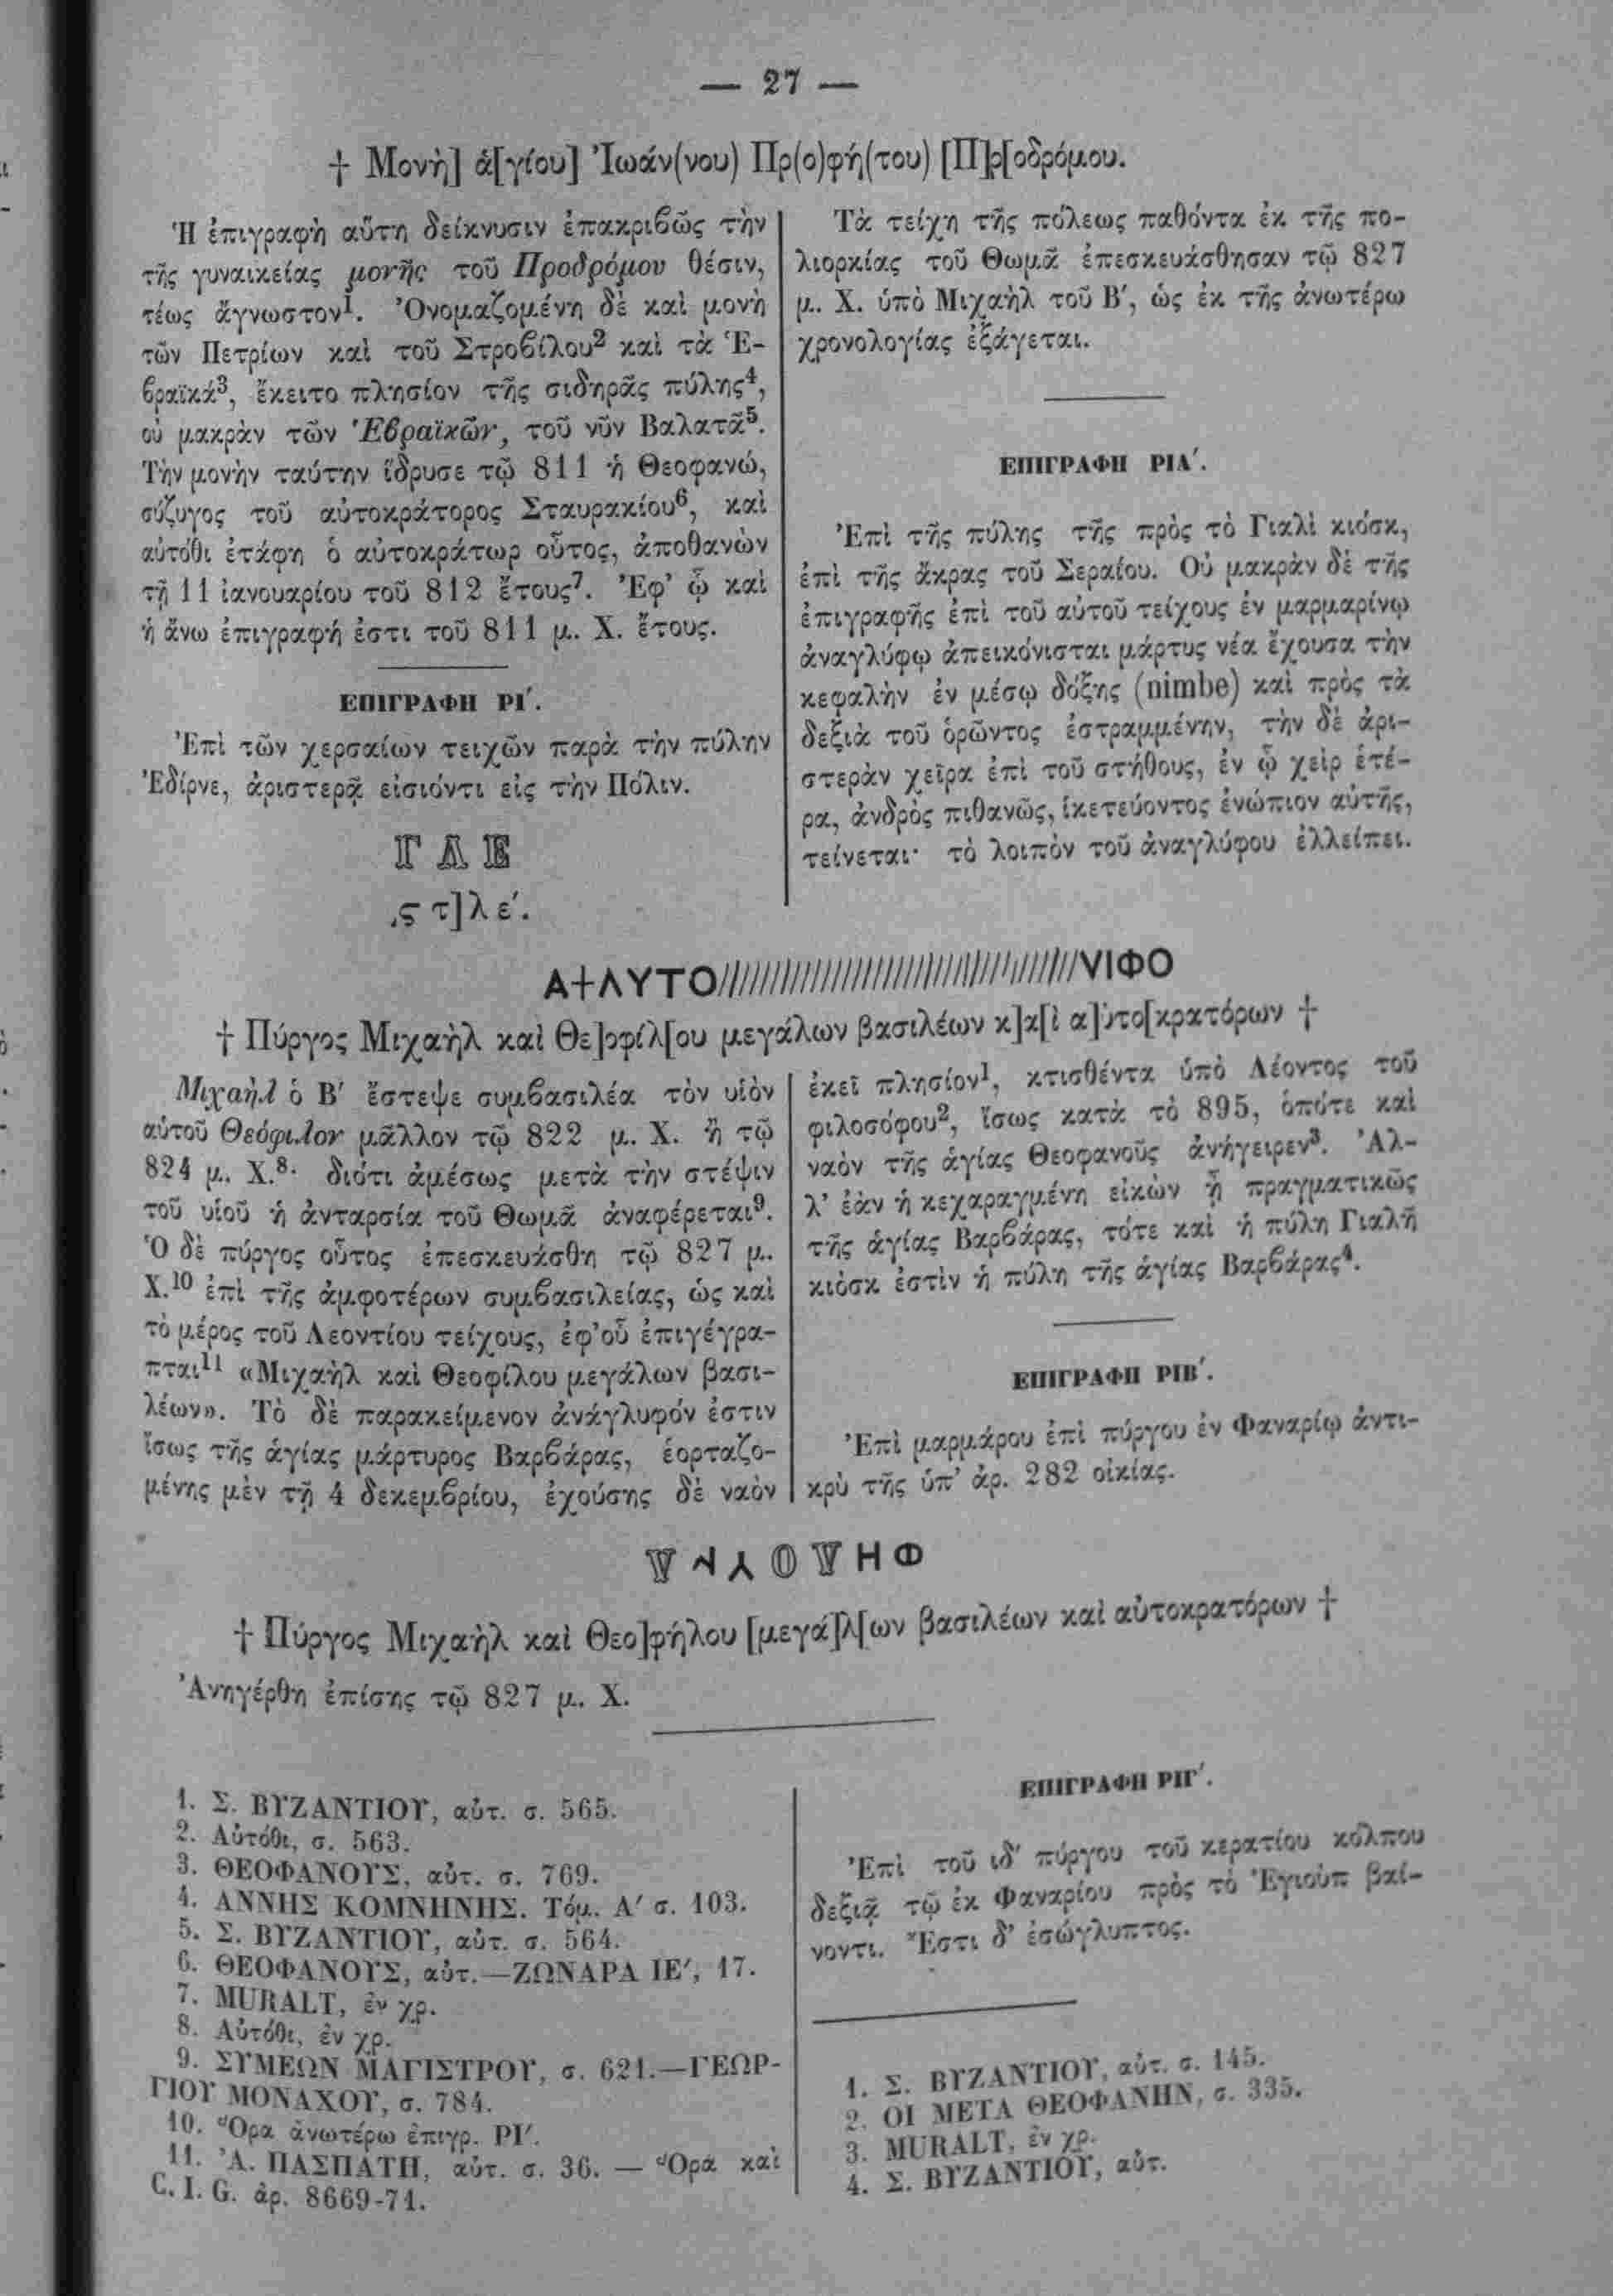 — 27 —
† Μονὴ] ἁ[γίου] Ἰωάν(νου) Πρ(ο)φή(του) [Π]ρ[οδρόμου.
Ἡ ἐπιγραφὴ αὕτη δείκνυσιν ἐπακριβῶς τὴν
τῆς γυναικείας μονῆς τοῦ Προδρόμου θέσιν,
τέως ἄγνωστον¹. Ὀνομαζομένη δὲ καὶ μονὴ
τῶν Πετρίων καὶ τοῦ Στροβίλου² καὶ τὰ Ἑ-
βραϊκά³, ἔκειτο πλησίον τῆς σιδηρᾶς πύλης⁴,
οὐ μακρὰν τῶν Ἑβραϊκῶν, τοῦ νῦν Βαλατᾶ⁵.
Τὴν μονὴν ταύτην ἵδρυσε τῷ 811 ἡ Θεοφανώ,
σύζυγος τοῦ αὐτοκράτορος Σταυρακίου⁶, καὶ
αὐτόθι ἐτάφη ὁ αὐτοκράτωρ οὗτος, ἀποθανὼν
τῇ 11 ἰανουαρίου τοῦ 812 ἔτους⁷. Ἐφ' ᾧ καὶ
ἡ ἄνω ἐπιγραφή ἐστι τοῦ 811 μ. Χ. ἔτους.
ΕΠΙΓΡΑΦΗ ΡΙ'.
Ἐπὶ τῶν χερσαίων τειχῶν παρὰ τὴν πύλην
Ἐδίρνε, ἀριστερᾷ εἰσιόντι εἰς τὴν Πόλιν.
Γ Λ Ε
͵ς τ]λε'.
Τὰ τείχη τῆς πόλεως παθόντα ἐκ τῆς πο-
λιορκίας τοῦ Θωμᾶ ἐπεσκευάσθησαν τῷ 827
μ. Χ. ὑπὸ Μιχαὴλ τοῦ Β', ὡς ἐκ τῆς ἀνωτέρω
χρονολογίας ἐξάγεται.
ΕΠΙΓΡΑΦΗ ΡΙΑ'.
Ἐπὶ τῆς πύλης τῆς πρὸς τὸ Γιαλὶ κιόσκ,
ἐπὶ τῆς ἄκρας τοῦ Σεραίου. Οὐ μακρὰν δὲ τῆς
ἐπιγραφῆς ἐπὶ τοῦ αὐτοῦ τείχους ἐν μαρμαρίνῳ
ἀναγλύφῳ ἀπεικόνισται μάρτυς νέα ἔχουσα τὴν
κεφαλὴν ἐν μέσῳ δόξης (nimbe) καὶ πρὸς τὰ
δεξιὰ τοῦ ὁρῶντος ἐστραμμένην, τὴν δὲ ἀρι-
στερὰν χεῖρα ἐπὶ τοῦ στήθους, ἐν ᾧ χεὶρ ἑτέ-
ρα, ἀνδρὸς πιθανῶς, ἱκετεύοντος ἐνώπιον αὐτῆς,
τείνεται· τὸ λοιπὸν τοῦ ἀναγλύφου ἐλλείπει.
Α+ΛΥΤΟ////////////////////////////////VΙΦΟ
† Πύργος Μιχαὴλ καὶ Θε]οφίλ[ου μεγάλων βασιλέων κ]α[ὶ α]ὐτο[κρατόρων †
Μιχαὴλ ὁ Β' ἔστεψε συμβασιλέα τὸν υἱὸν
αὑτοῦ Θεόφιλον μᾶλλον τῷ 822 μ. Χ. ἢ τῷ
824 μ. Χ.⁸· διότι ἀμέσως μετὰ τὴν στέψιν
τοῦ υἱοῦ ἡ ἀνταρσία τοῦ Θωμᾶ ἀναφέρεται⁹.
Ὁ δὲ πύργος οὗτος ἐπεσκευάσθη τῷ 827 μ.
Χ.¹⁰ ἐπὶ τῆς ἀμφοτέρων συμβασιλείας, ὡς καὶ
τὸ μέρος τοῦ Λεοντίου τείχους, ἐφ' οὗ ἐπιγέγρα-
πται¹¹ «Μιχαὴλ καὶ Θεοφίλου μεγάλων βασι-
λέων». Τὸ δὲ παρακείμενον ἀνάγλυφόν ἐστιν
ἴσως τῆς ἁγίας μάρτυρος Βαρβάρας, ἑορταζο-
μένης μὲν τῇ 4 δεκεμβρίου, ἐχούσης δὲ ναὸν
ἐκεῖ πλησίον¹, κτισθέντα ὑπὸ Λέοντος τοῦ
φιλοσόφου², ἴσως κατὰ τὸ 895, ὁπότε καὶ
ναὸν τῆς ἁγίας Θεοφανοῦς ἀνήγειρεν³. Ἀλ-
λ' ἐὰν ἡ κεχαραγμένη εἰκὼν ᾖ πραγματικῶς
τῆς ἁγίας Βαρβάρας, τότε καὶ ἡ πύλη Γιαλῆ
κιόσκ ἐστὶν ἡ πύλη τῆς ἁγίας Βαρβάρας⁴.
ΕΠΙΓΡΑΦΗ ΡΙΒ'.
Ἐπὶ μαρμάρου ἐπὶ πύργου ἐν Φαναρίῳ ἀντι-
κρὺ τῆς ὑπ' ἀρ. 282 οἰκίας.
† Πύργος Μιχαὴλ καὶ Θεο]φήλου [μεγά]λ[ων βασιλέων καὶ αὐτοκρατόρων †
Ἀνηγέρθη ἐπίσης τῷ 827 μ. Χ.
1. Σ. ΒΥΖΑΝΤΙΟΥ, αὐτ. σ. 565.
2. Αὐτόθι, σ. 563.
3. ΘΕΟΦΑΝΟΥΣ, αὐτ. σ. 769.
4. ΑΝΝΗΣ ΚΟΜΝΗΝΗΣ. Τόμ. Α' σ. 103.
5. Σ. ΒΥΖΑΝΤΙΟΥ, αὐτ. σ. 564.
6. ΘΕΟΦΑΝΟΥΣ, αὐτ.—ΖΩΝΑΡΑ ΙΕ', 17.
7. MURALT, ἐν χρ.
8. Αὐτόθι, ἐν χρ.
9. ΣΥΜΕΩΝ ΜΑΓΙΣΤΡΟΥ, σ. 621.—ΓΕΩΡ-
ΓΙΟΥ ΜΟΝΑΧΟΥ, σ. 784.
10. Ὅρα ἀνωτέρω ἐπιγρ. ΡΙ'.
11. Ἀ. ΠΑΣΠΑΤΗ, αὐτ. σ. 36. — Ὅρα καὶ
C. I. G. ἀρ. 8669-71.
ΕΠΙΓΡΑΦΗ ΡΙΓ'.
Ἐπὶ τοῦ ιδ' πύργου τοῦ κερατίου κόλπου
δεξιᾷ τῷ ἐκ Φαναρίου πρὸς τὸ Ἐγιοὺπ βαί-
νοντι. Ἔστι δ' ἐσώγλυπτος.
1. Σ. ΒΥΖΑΝΤΙΟΥ, αὐτ. σ. 145.
2. ΟΙ ΜΕΤΑ ΘΕΟΦΑΝΗΝ, σ. 335.
3. MURALT, ἐν χρ.
4. Σ. ΒΥΖΑΝΤΙΟΥ, αὐτ.